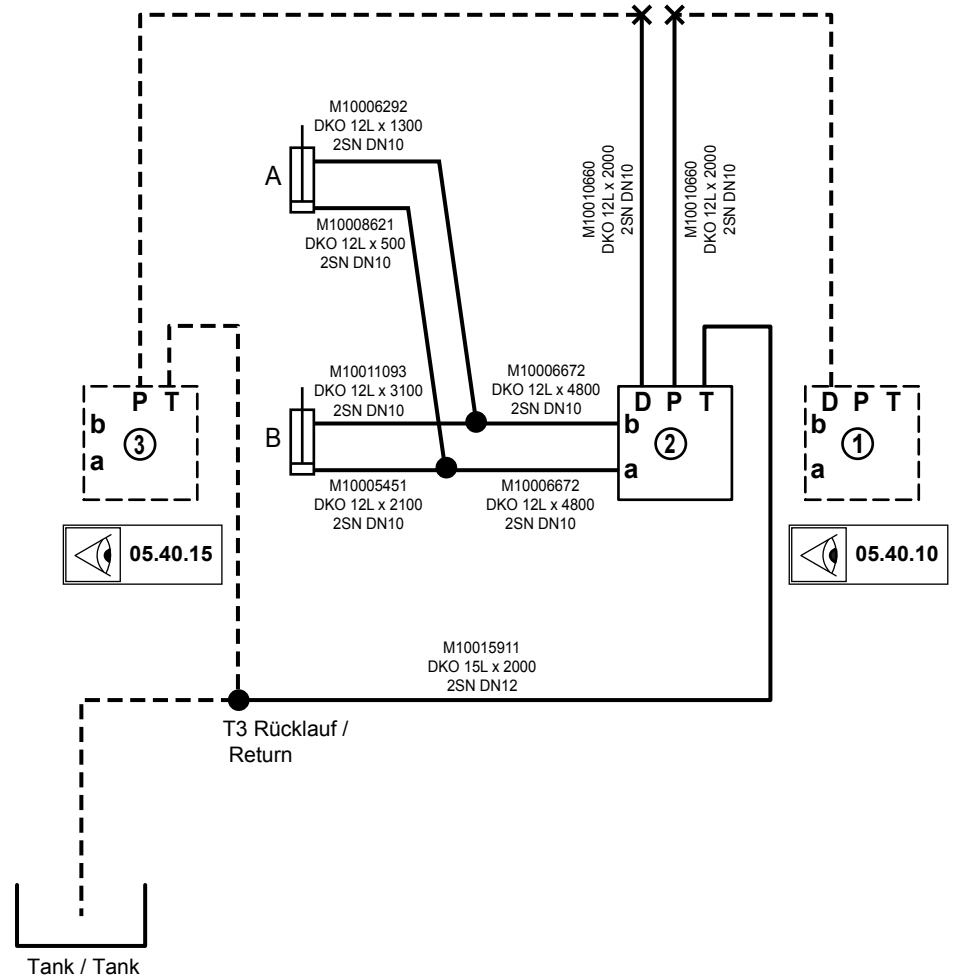 M10006292
DKO 12L x 1300
2SN DN10
A
M10008621
DKO 12L x 500
2SN DN10
M10010660
DKO 12L x 2000
2SN DN10
M10010660
DKO 12L x 2000
2SN DN10
P T
b
a
3
05.40.15
M10011093
DKO 12L x 3100
2SN DN10
B
M10005451
DKO 12L x 2100
2SN DN10
M10006672
DKO 12L x 4800
2SN DN10
M10006672
DKO 12L x 4800
2SN DN10
D P T
b
a
2
D P T
b
a
1
05.40.10
M10015911
DKO 15L x 2000
2SN DN12
T3 Rücklauf /
Return
Tank / Tank